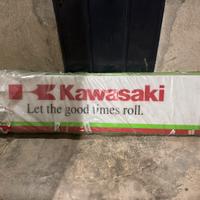 Kawasaki
Let the good times roll.